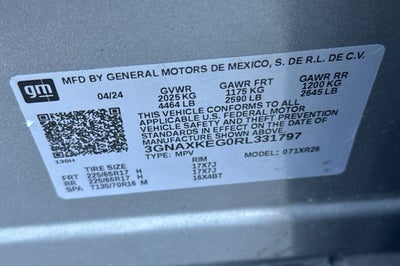 gm
MFD BY GENERAL MOTORS DE MEXICO, S. DE R.L. DE C.V.
04/24 GVWR GAWR FRT GAWR RR
2025 KG 1175 KG 1200 KG
4464 LB 2590 LB 2645 LB
THIS VEHICLE CONFORMS TO ALL APPLICABLE
U.S. FEDERAL MOTOR VEHICLE SAFETY
STANDARDS IN EFFECT ON THE DATE OF
MANUFACTURE SHOWN ABOVE.
3GNAXKEG0RL331797
TYPE: MPV MODEL: 071XR26
TIRE SIZE RIM
FRT 225/65R17 H 17X7J
RR 225/65R17 H 17X7J
SPA T135/70R16 M 16X4BT